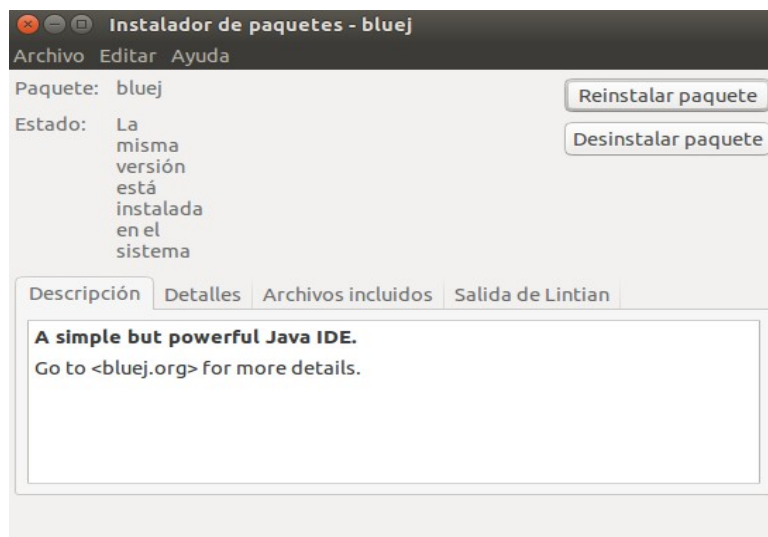 Instalador de paquetes - bluej
Archivo Editar Ayuda
Paquete: bluej
Reinstalar paquete
Estado: La
misma
versión
está
instalada
en el
sistema
Desinstalar paquete
Descripción Detalles Archivos incluidos Salida de Lintian
A simple but powerful Java IDE.
Go to <bluej.org> for more details.